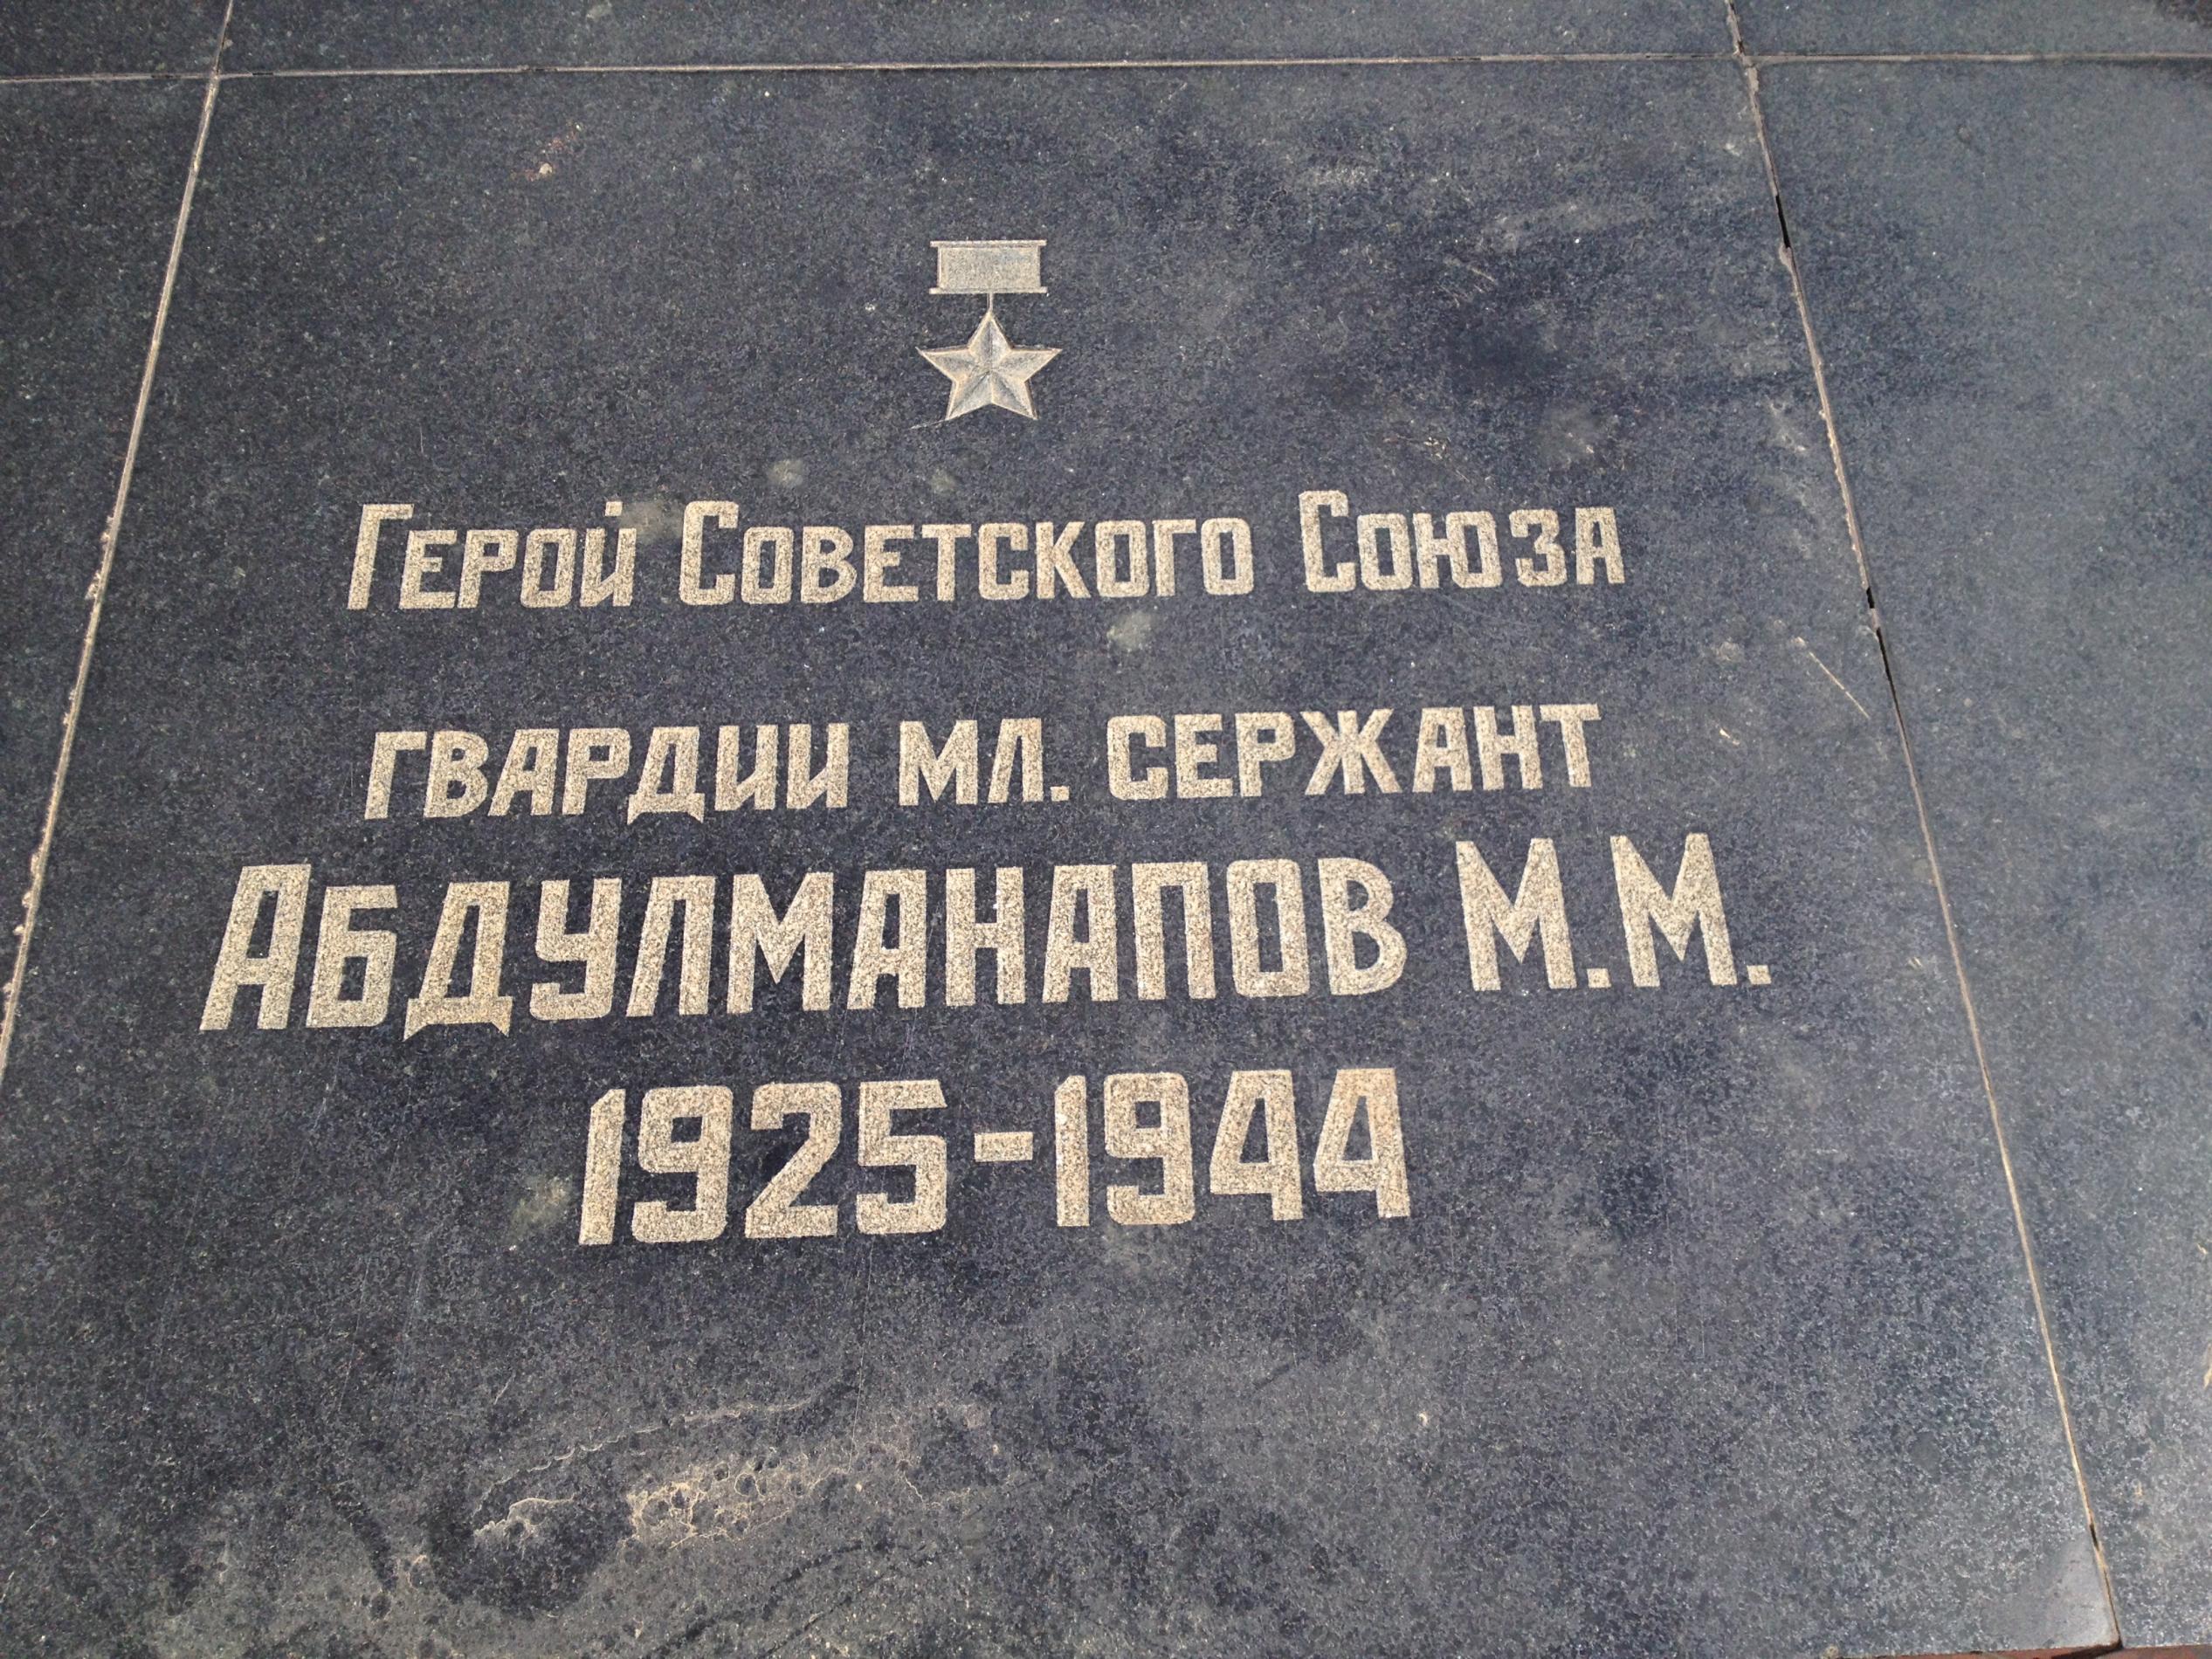 Герой Советского Союза
гвардии мл. сержант
Абдулманапов М.М.
1925-1944